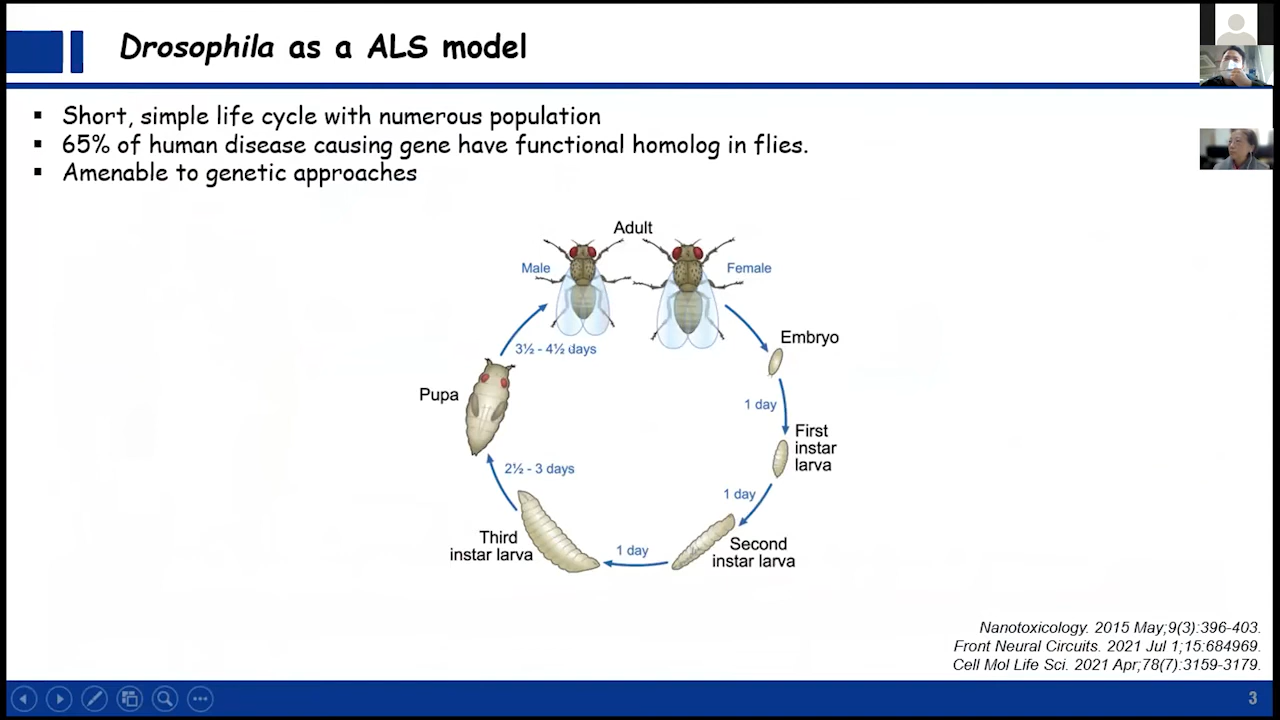 Drosophila as a ALS model
▪ Short, simple life cycle with numerous population
▪ 65% of human disease causing gene have functional homolog in flies.
▪ Amenable to genetic approaches
Adult
Male
Female
Embryo
1 day
First
instar
larva
1 day
Second
instar larva
1 day
Third
instar larva
2½ - 3 days
Pupa
3½ - 4½ days
Nanotoxicology. 2015 May;9(3):396-403.
Front Neural Circuits. 2021 Jul 1;15:684969.
Cell Mol Life Sci. 2021 Apr;78(7):3159-3179.
3